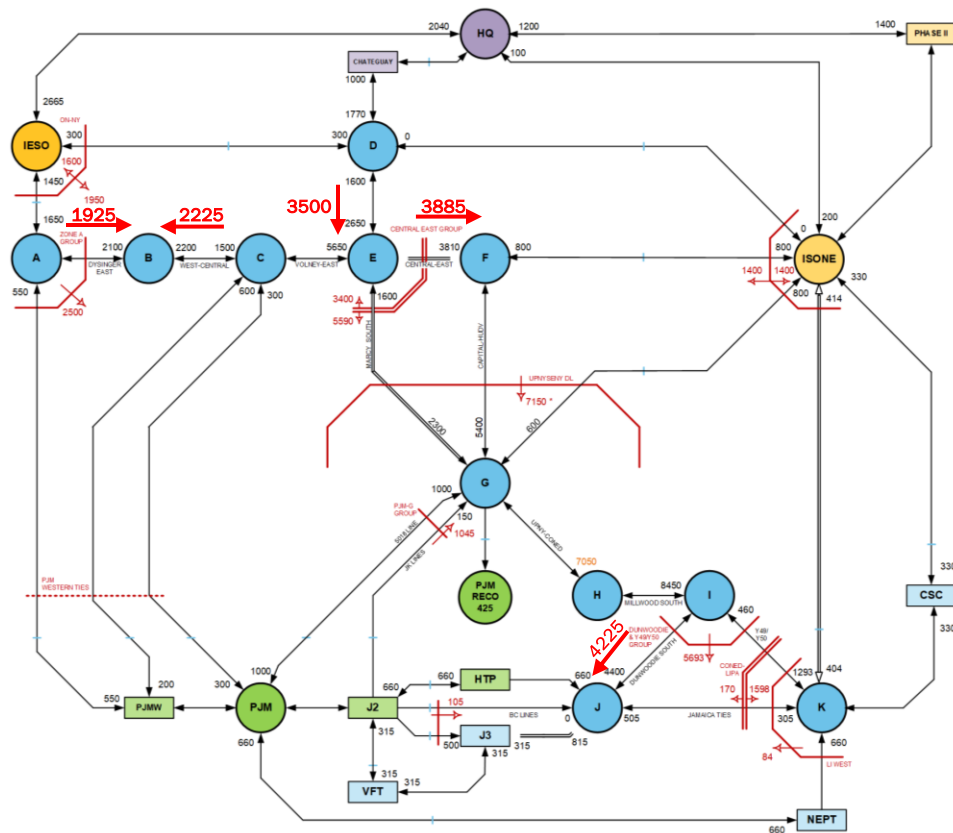 2040
HQ
1200
1400
PHASE II
100
CHATEGUAY
1000
2665
ON-NY
1770
IESO
300
300
D
0
1600
1450
1950
1600
200
1650
1925
2225
3500
2650
3885
ZONE A
GROUP
CENTRAL EAST GROUP
A
2100
B
2200
1500
C
5650
E
3810
F
800
800
ISONE
DYSINGER
EAST
WEST-CENTRAL
VOLNEY-EAST
CENTRAL-EAST
1400
1400
330
550
600
300
1600
800
414
2500
3400
5590
MARCY SOUTH
CAPITAL-HUDV
UPNYSENY DL
7150 *
2300
5400
600
G
1000
150
PJM-G
GROUP
1045
5018 LINE
JK LINES
UPNY-CONED
PJM
WESTERN TIES
PJM
RECO
425
7050
H
8450
I
MILLWOOD SOUTH
460
330
CSC
330
4225
DUNWOODIE
& Y49/Y50
GROUP
Y49/
Y50
5693
DUNWOODIE SOUTH
CONED-
LIPA
1293
404
1000
660
HTP
660
4400
170
1598
550
200
300
PJMW
PJM
J2
105
BC LINES
0
J
505
JAMAICA TIES
305
K
660
315
500
J3
315
815
84
LI WEST
660
315
VFT
315
315
NEPT
660